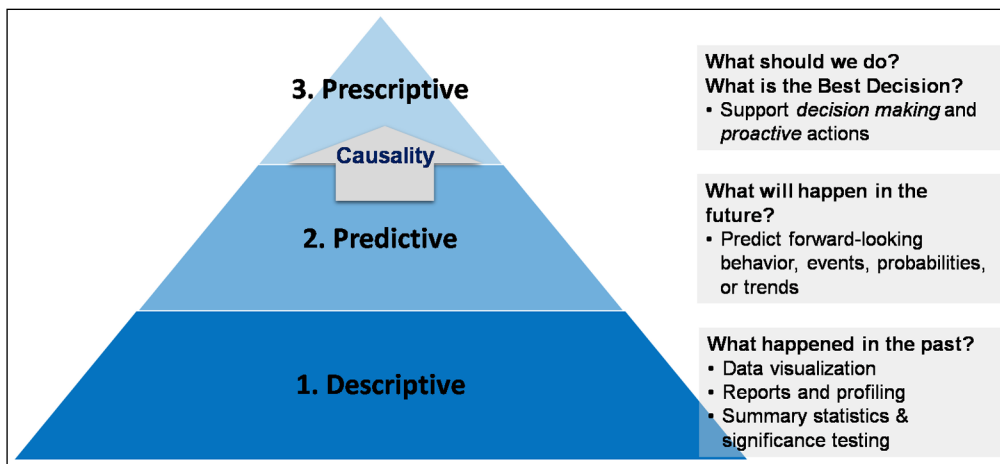 3. Prescriptive
Causality
2. Predictive
1. Descriptive
What should we do?
What is the Best Decision?
▪ Support decision making and
proactive actions
What will happen in the
future?
▪ Predict forward-looking
behavior, events, probabilities,
or trends
What happened in the past?
▪ Data visualization
▪ Reports and profiling
▪ Summary statistics &
significance testing